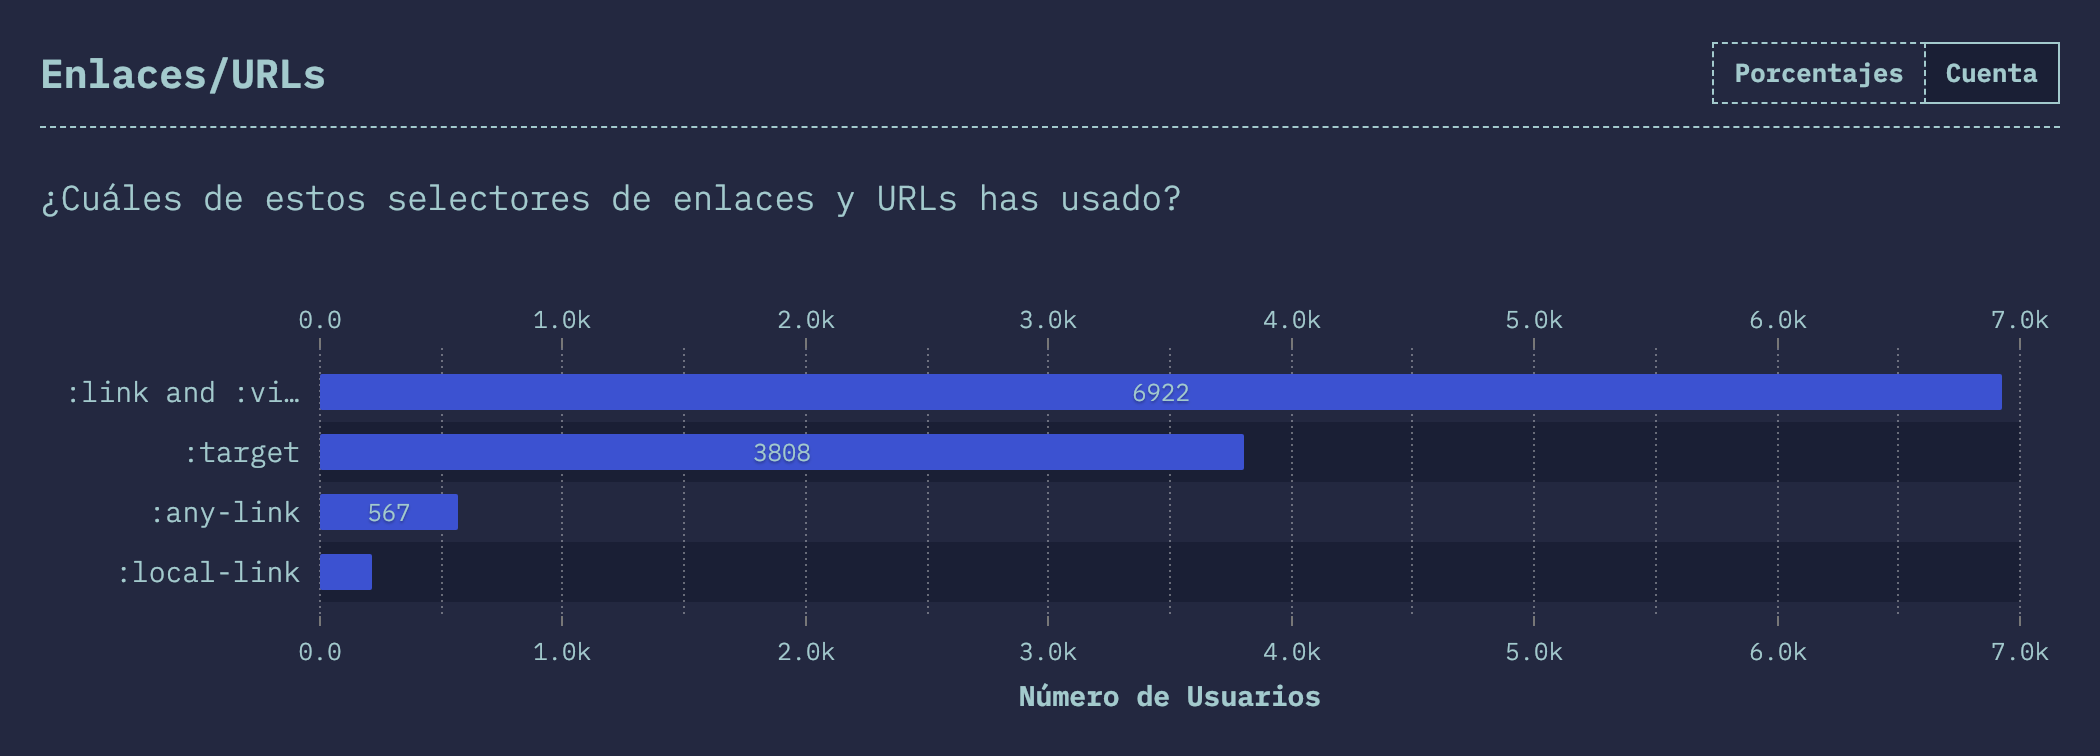 Enlaces/URLs
Porcentajes Cuenta
¿Cuáles de estos selectores de enlaces y URLs has usado?
0.0 1.0k 2.0k 3.0k 4.0k 5.0k 6.0k 7.0k
:link and :vi… 6922
:target 3808
:any-link 567
:local-link
0.0 1.0k 2.0k 3.0k 4.0k 5.0k 6.0k 7.0k
Número de Usuarios